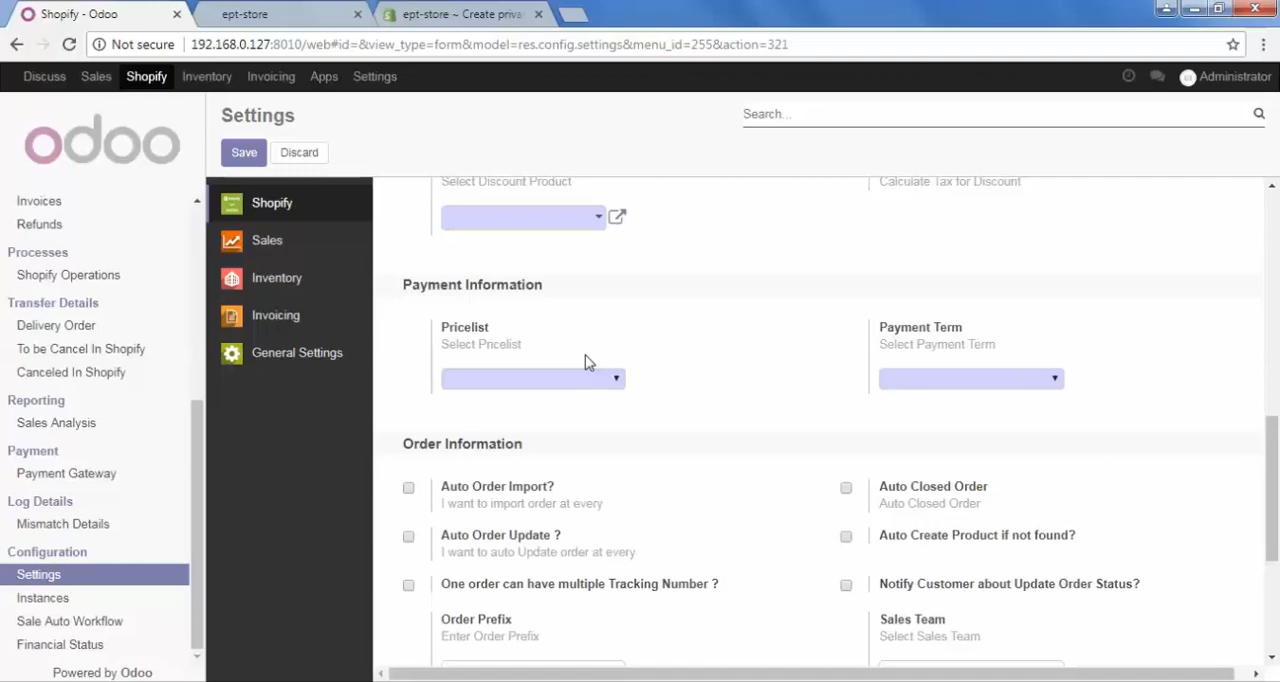 Shopify - Odoo
ept-store
ept-store ~ Create priva
Not secure
192.168.0.127:8010/web#id=&view_type=form&model=res.config.settings&menu_id=255&action=321
Discuss Sales Shopify Inventory Invoicing Apps Settings
Administrator
odoo
Invoices
Refunds
Processes
Shopify Operations
Transfer Details
Delivery Order
To be Cancel In Shopify
Canceled In Shopify
Reporting
Sales Analysis
Payment
Payment Gateway
Log Details
Mismatch Details
Configuration
Settings
Instances
Sale Auto Workflow
Financial Status
Powered by Odoo
Settings
Search...
Save Discard
Shopify
Sales
Inventory
Invoicing
General Settings
Select Discount Product
Calculate Tax for Discount
Payment Information
Pricelist
Select Pricelist
Payment Term
Select Payment Term
Order Information
Auto Order Import?
I want to import order at every
Auto Closed Order
Auto Closed Order
Auto Order Update ?
I want to auto Update order at every
Auto Create Product if not found?
One order can have multiple Tracking Number ?
Notify Customer about Update Order Status?
Order Prefix
Enter Order Prefix
Sales Team
Select Sales Team